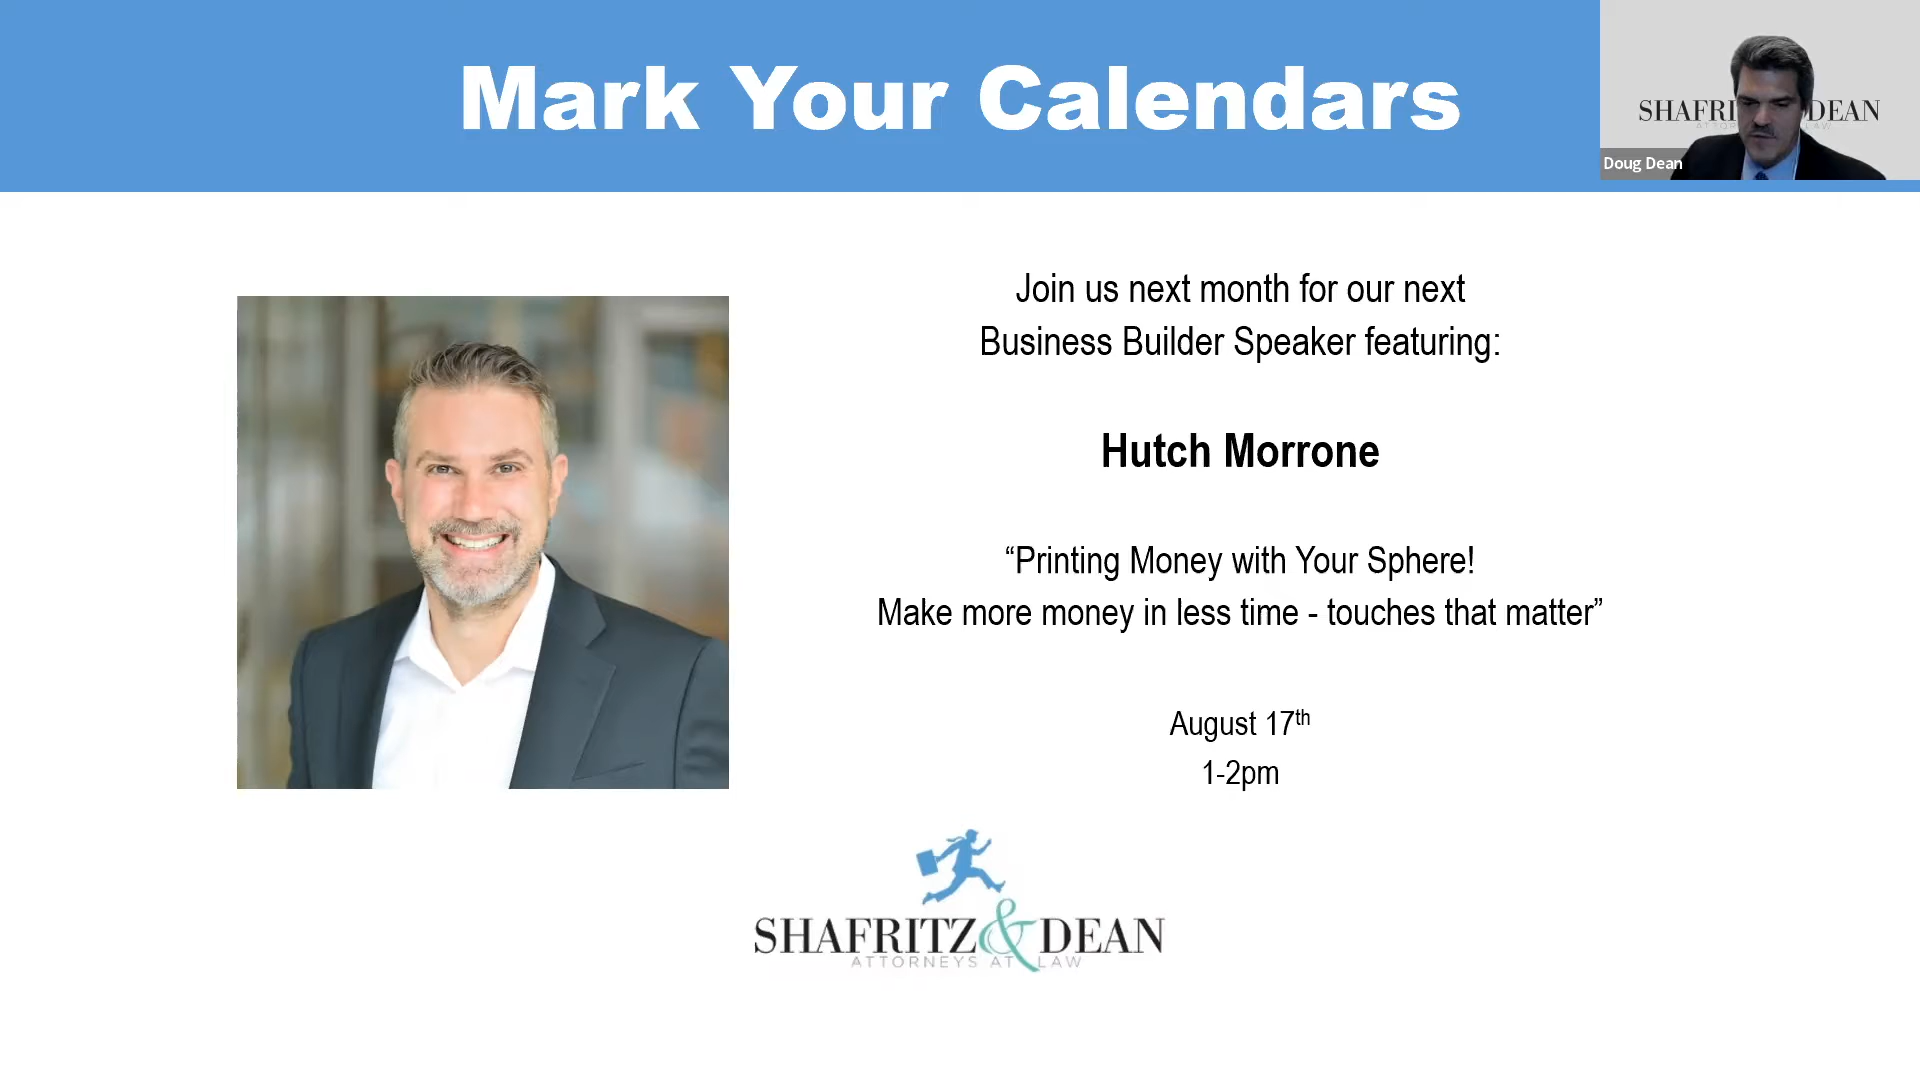 Mark Your Calendars
SHAFRI DEAN
Doug Dean
Join us next month for our next
Business Builder Speaker featuring:
Hutch Morrone
“Printing Money with Your Sphere!
Make more money in less time - touches that matter”
August 17th
1-2pm
SHAFRITZ & DEAN
ATTORNEYS AT LAW